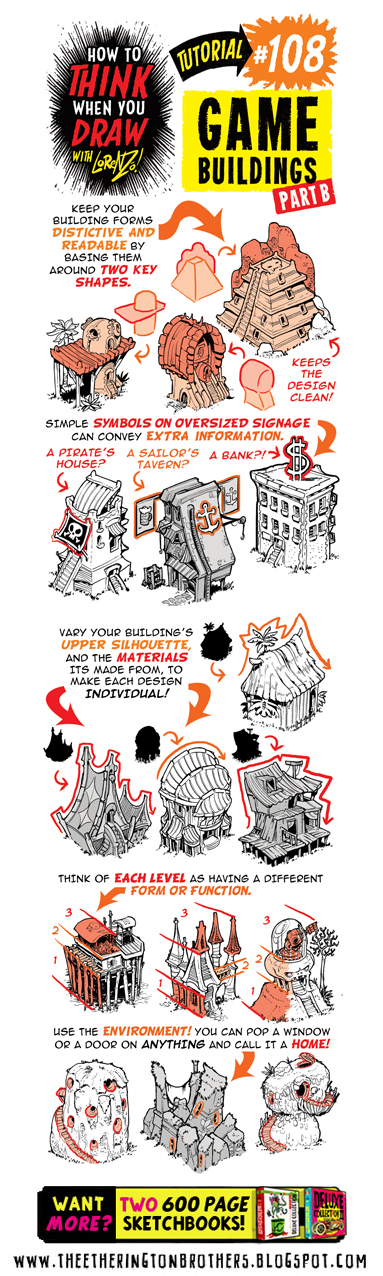 HOW TO
THINK
WHEN YOU
DRAW
WITH LORENZO!
TUTORIAL
#108
GAME
BUILDINGS
PART B
KEEP YOUR
BUILDING FORMS
DISTICTIVE AND
READABLE BY
BASING THEM
AROUND TWO KEY
SHAPES.
KEEPS
THE
DESIGN
CLEAN!
SIMPLE SYMBOLS ON OVERSIZED SIGNAGE
CAN CONVEY EXTRA INFORMATION.
A PIRATE'S
HOUSE?
A SAILOR'S
TAVERN?
A BANK?!
$
VARY YOUR BUILDING'S
UPPER SILHOUETTE,
AND THE MATERIALS
ITS MADE FROM, TO
MAKE EACH DESIGN
INDIVIDUAL!
THINK OF EACH LEVEL AS HAVING A DIFFERENT
FORM OR FUNCTION.
3
2
1
3
2
1
3
2
1
USE THE ENVIRONMENT! YOU CAN POP A WINDOW
OR A DOOR ON ANYTHING AND CALL IT A HOME!
WANT
MORE?
TWO 600 PAGE
SKETCHBOOKS!
DELUXE
COLLECTION
WWW.THEETHERINGTONBROTHERS.BLOGSPOT.COM